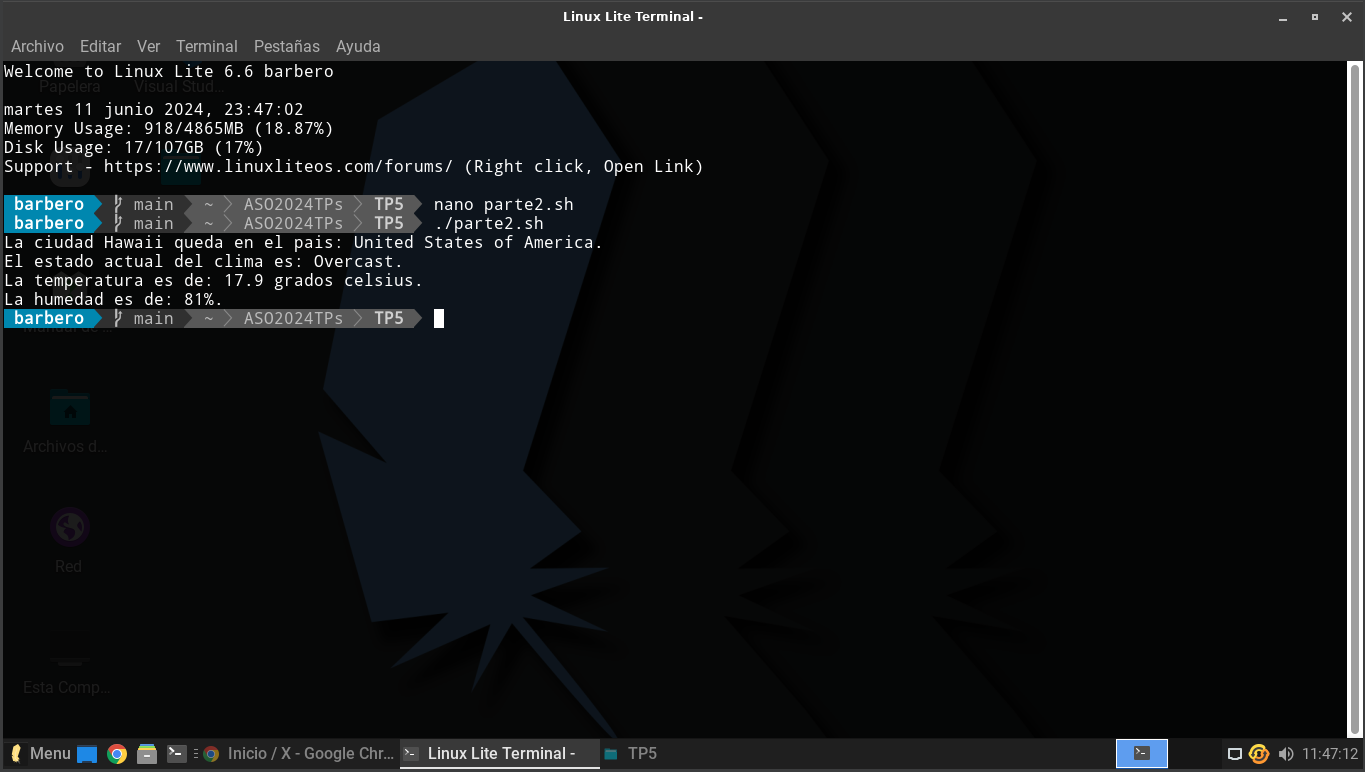 Linux Lite Terminal -
Archivo Editar Ver Terminal Pestañas Ayuda
Welcome to Linux Lite 6.6 barbero
Papelera Visual Stud...
martes 11 junio 2024, 23:47:02
Memory Usage: 918/4865MB (18.87%)
Disk Usage: 17/107GB (17%)
Support - https://www.linuxliteos.com/forums/ (Right click, Open Link)
barbero main ~ ASO2024TPs TP5 nano parte2.sh
barbero main ~ ASO2024TPs TP5 ./parte2.sh
La ciudad Hawaii queda en el pais: United States of America.
El estado actual del clima es: Overcast.
La temperatura es de: 17.9 grados celsius.
La humedad es de: 81%.
barbero main ~ ASO2024TPs TP5
Archivos d...
Red
Esta Comp...
Menu Inicio / X - Google Chr... Linux Lite Terminal - TP5 11:47:12